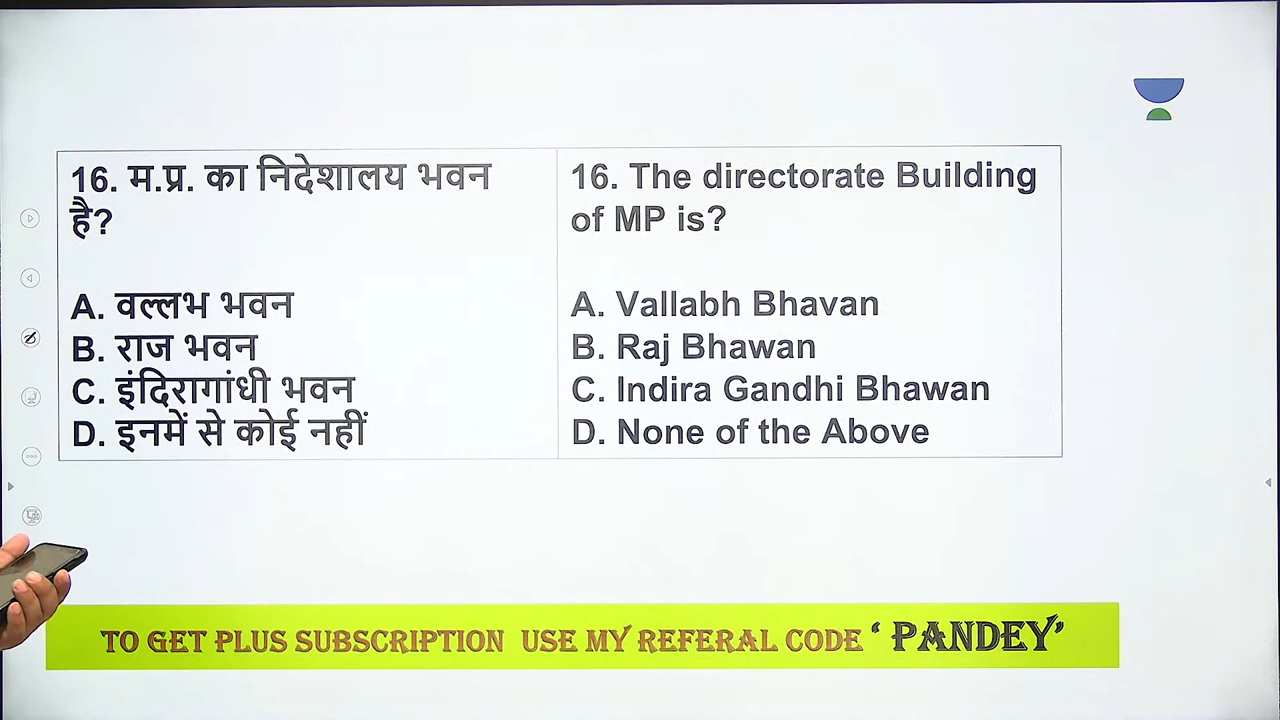 16. म.प्र. का निदेशालय भवन
है?
A. वल्लभ भवन
B. राज भवन
C. इंदिरागांधी भवन
D. इनमें से कोई नहीं
16. The directorate Building
of MP is?
A. Vallabh Bhavan
B. Raj Bhawan
C. Indira Gandhi Bhawan
D. None of the Above
TO GET PLUS SUBSCRIPTION USE MY REFERAL CODE ‘ PANDEY’